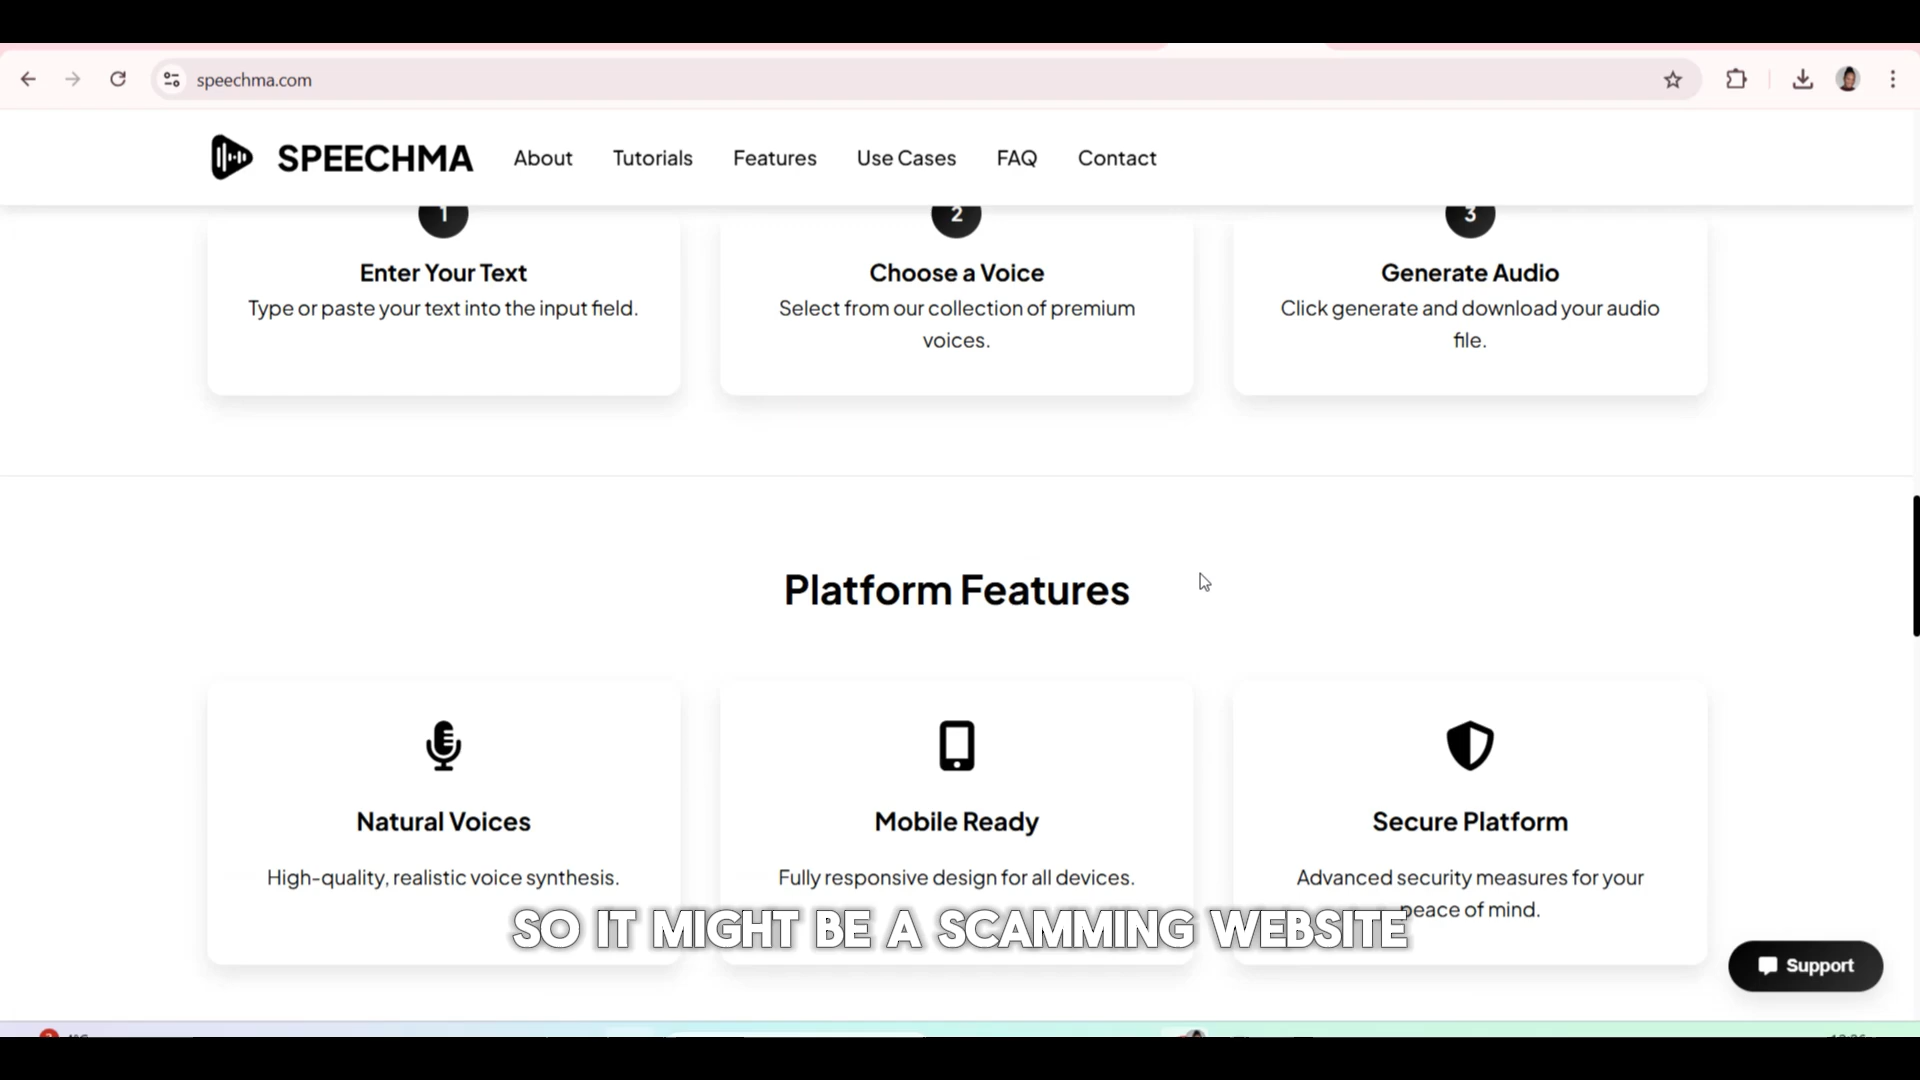 speechma.com
SPEECHMA About Tutorials Features Use Cases FAQ Contact
1 2 3
Enter Your Text
Type or paste your text into the input field.
Choose a Voice
Select from our collection of premium
voices.
Generate Audio
Click generate and download your audio
file.
Platform Features
Natural Voices
High-quality, realistic voice synthesis.
Mobile Ready
Fully responsive design for all devices.
Secure Platform
Advanced security measures for your
peace of mind.
SO IT MIGHT BE A SCAMMING WEBSITE
Support